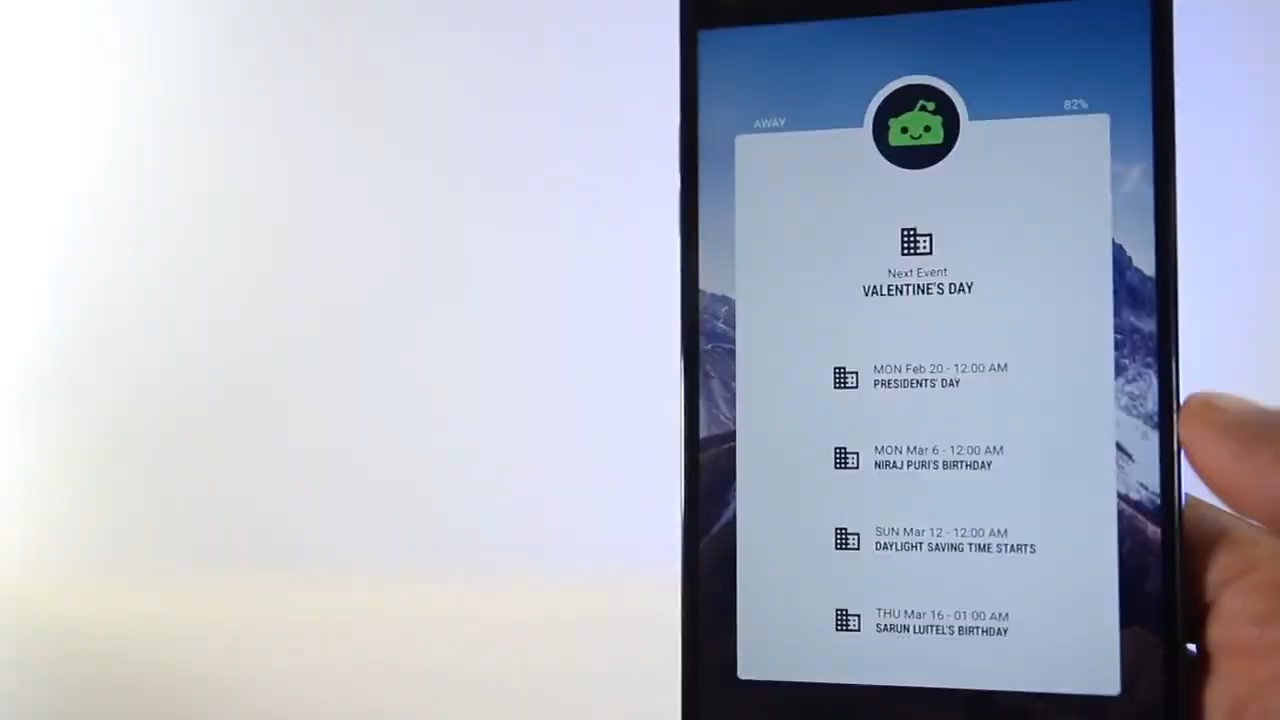 AWAY
82%
Next Event
VALENTINE'S DAY
MON Feb 20 - 12:00 AM
PRESIDENTS' DAY
MON Mar 6 - 12:00 AM
NIRAJ PURI'S BIRTHDAY
SUN Mar 12 - 12:00 AM
DAYLIGHT SAVING TIME STARTS
THU Mar 16 - 01:00 AM
SARUN LUITEL'S BIRTHDAY